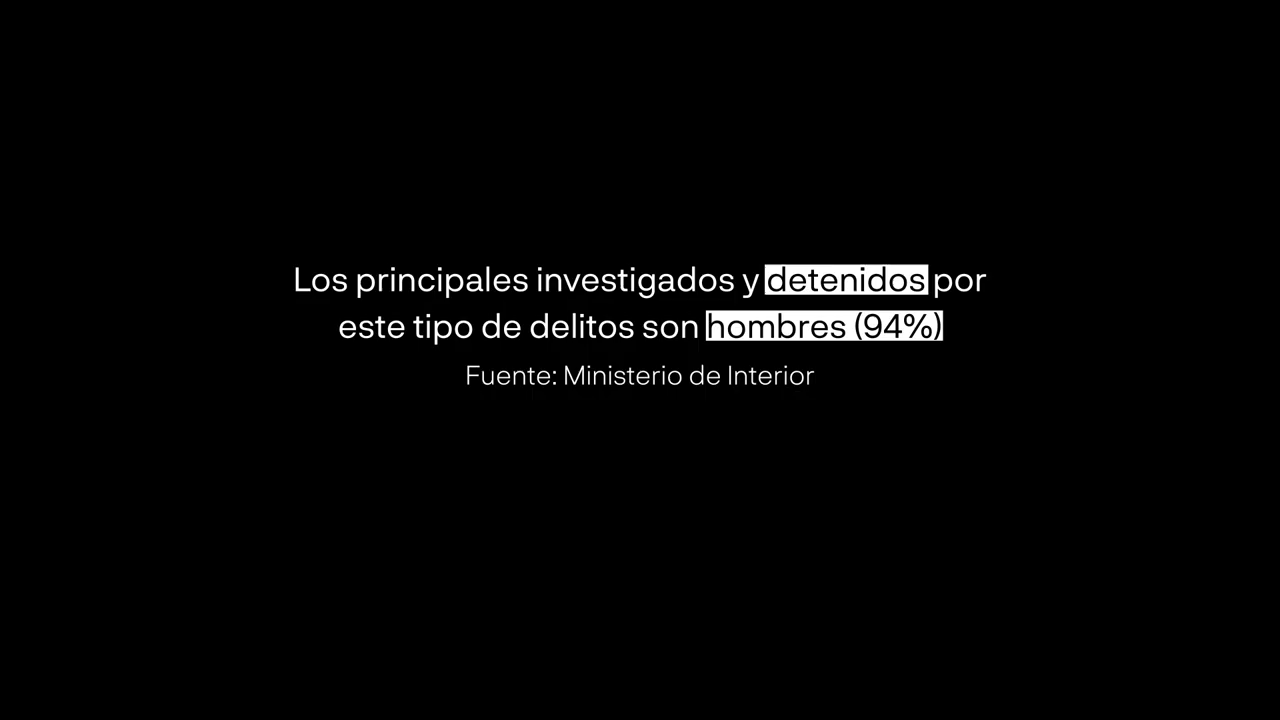 Los principales investigados y detenidos por
este tipo de delitos son hombres (94%)
Fuente: Ministerio de Interior